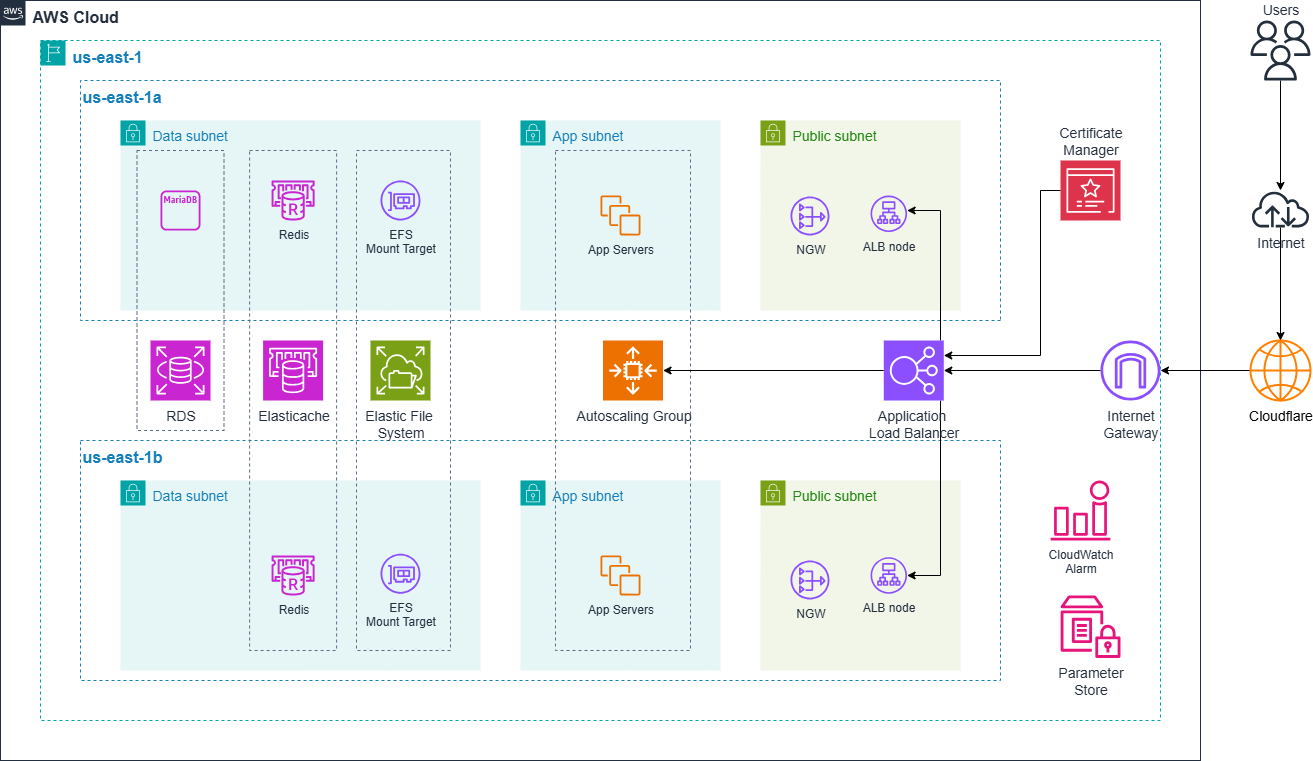 aws
AWS Cloud
Users
us-east-1
us-east-1a
Data subnet
App subnet
Public subnet
Certificate
Manager
MariaDB
R
Redis
EFS
Mount Target
App Servers
NGW
ALB node
Internet
RDS
Elasticache
Elastic File
System
Autoscaling Group
Application
Load Balancer
Internet
Gateway
Cloudflare
us-east-1b
Data subnet
App subnet
Public subnet
R
Redis
EFS
Mount Target
App Servers
NGW
ALB node
CloudWatch
Alarm
Parameter
Store